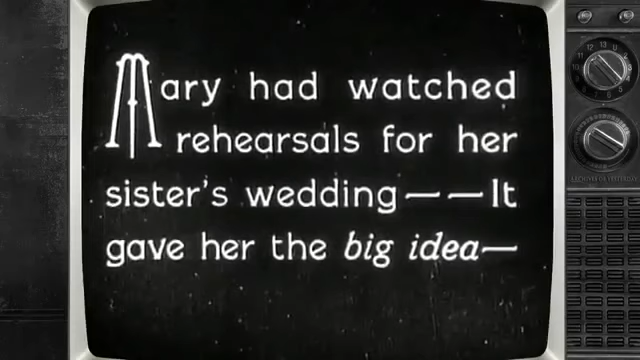 Mary had watched
rehearsals for her
sister's wedding — — It
gave her the big idea—